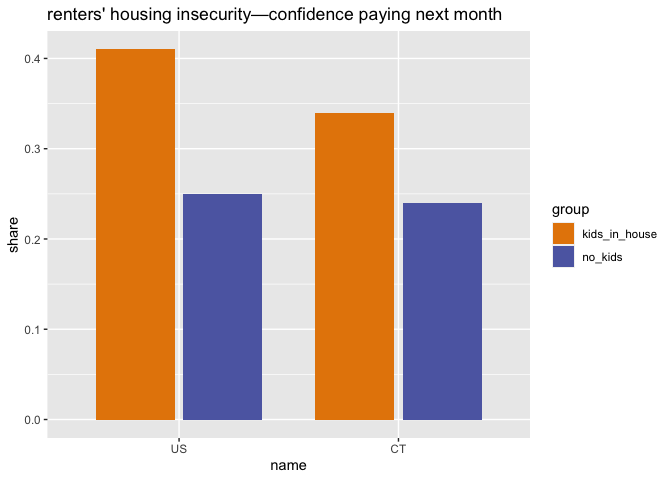 renters' housing insecurity—confidence paying next month
0.4
0.3
0.2
0.1
0.0
share
US
CT
name
group
kids_in_house
no_kids